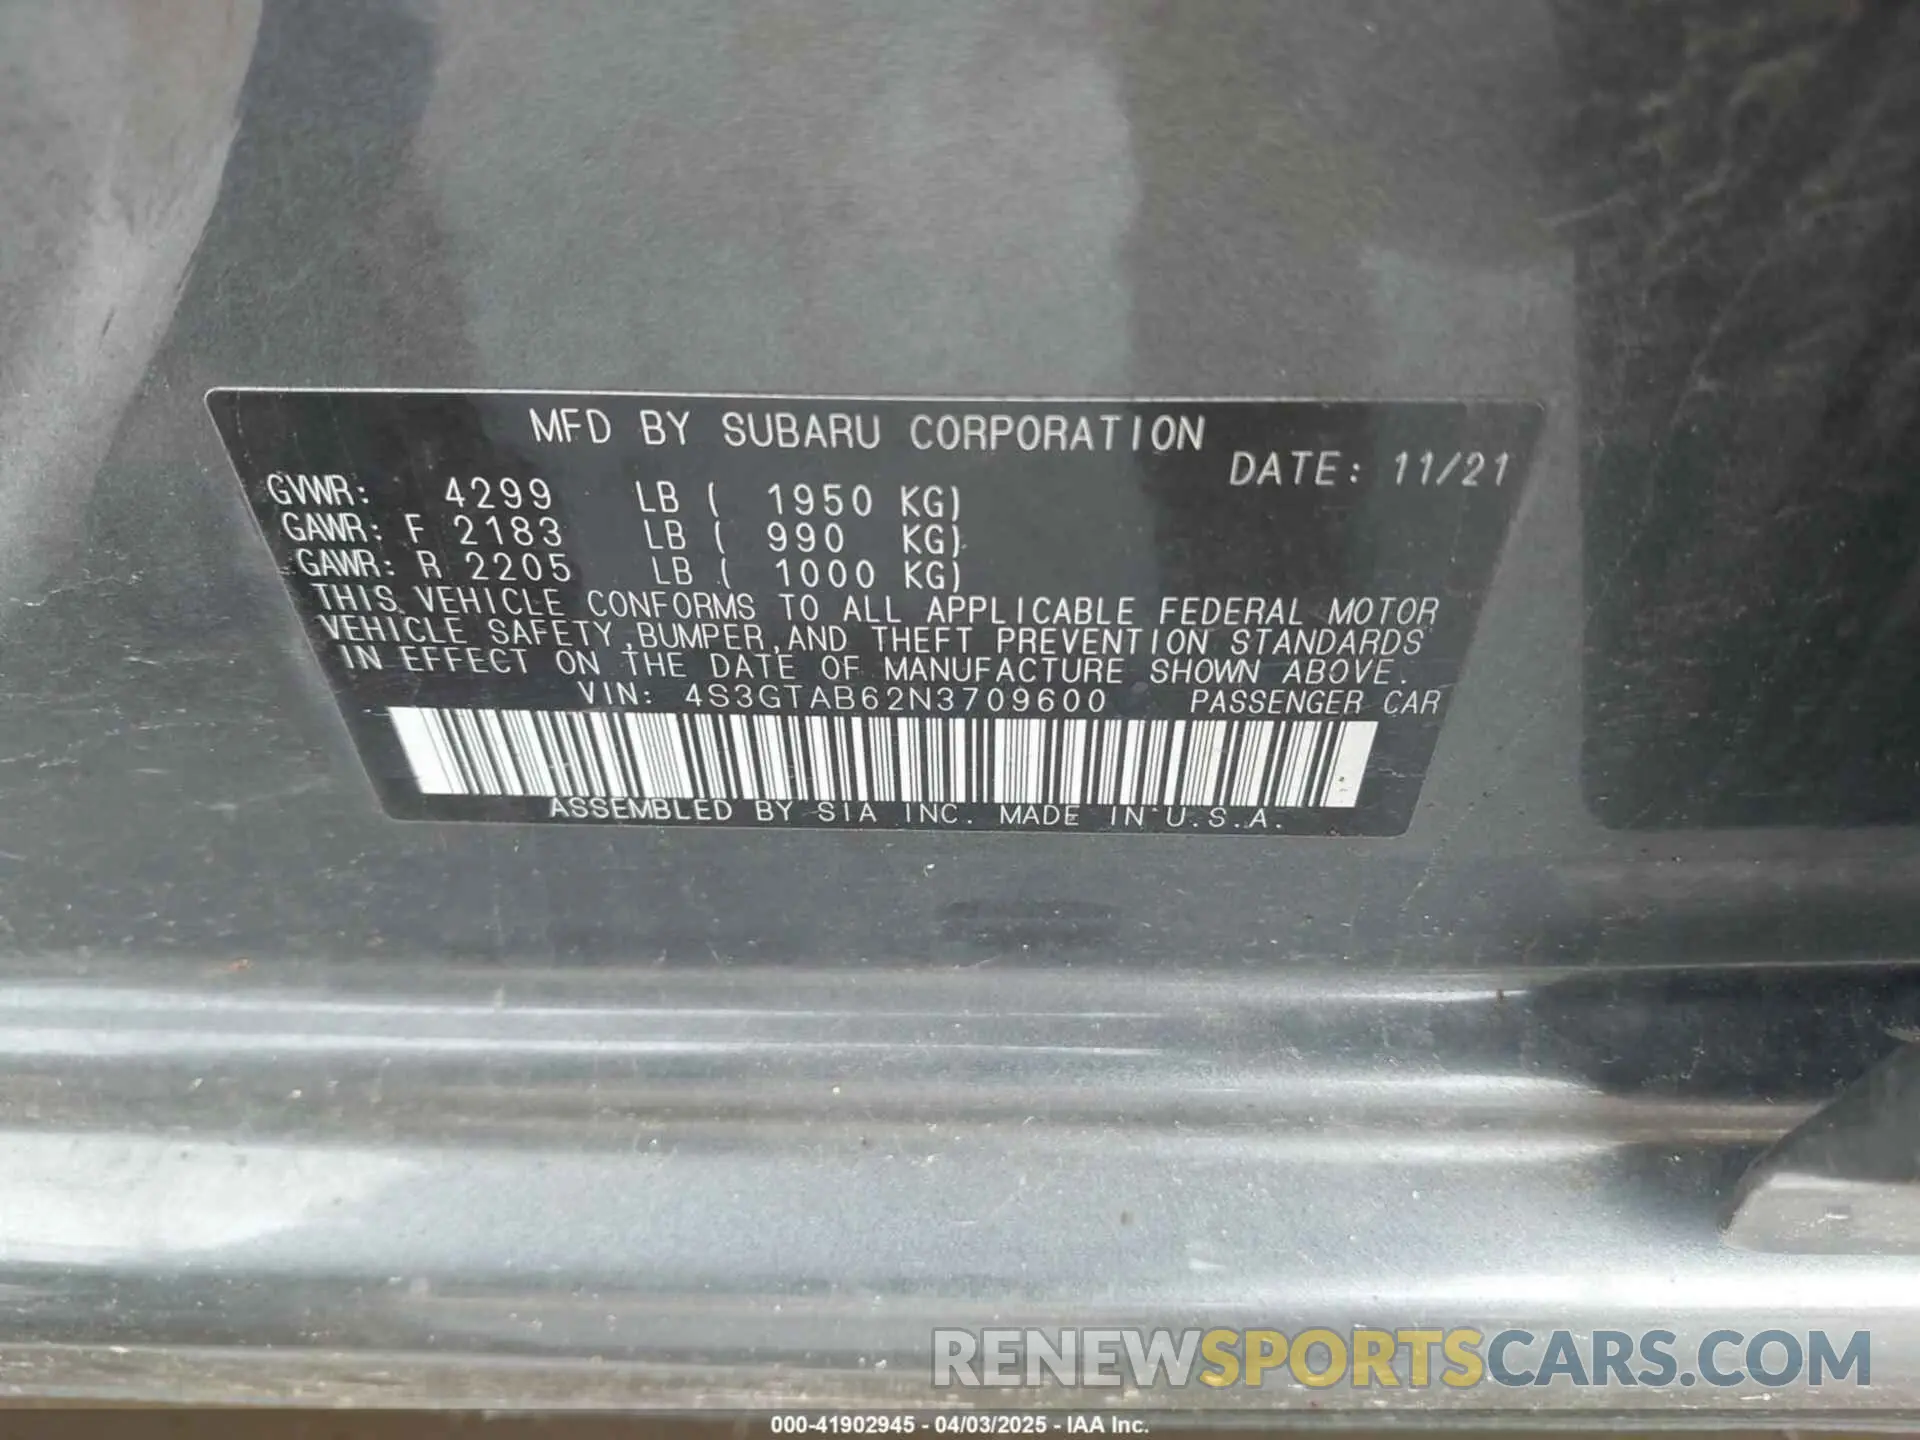 MFD BY SUBARU CORPORATION
DATE: 11/21
GVWR: 4299 LB ( 1950 KG)
GAWR: F 2183 LB ( 990 KG)
GAWR: R 2205 LB ( 1000 KG)
THIS VEHICLE CONFORMS TO ALL APPLICABLE FEDERAL MOTOR
VEHICLE SAFETY,BUMPER,AND THEFT PREVENTION STANDARDS
IN EFFECT ON THE DATE OF MANUFACTURE SHOWN ABOVE.
VIN: 4S3GTAB62N3709600 PASSENGER CAR
ASSEMBLED BY SIA INC. MADE IN U.S.A.
RENEWSPORTSCARS.COM
000-41902945 - 04/03/2025 - IAA Inc.